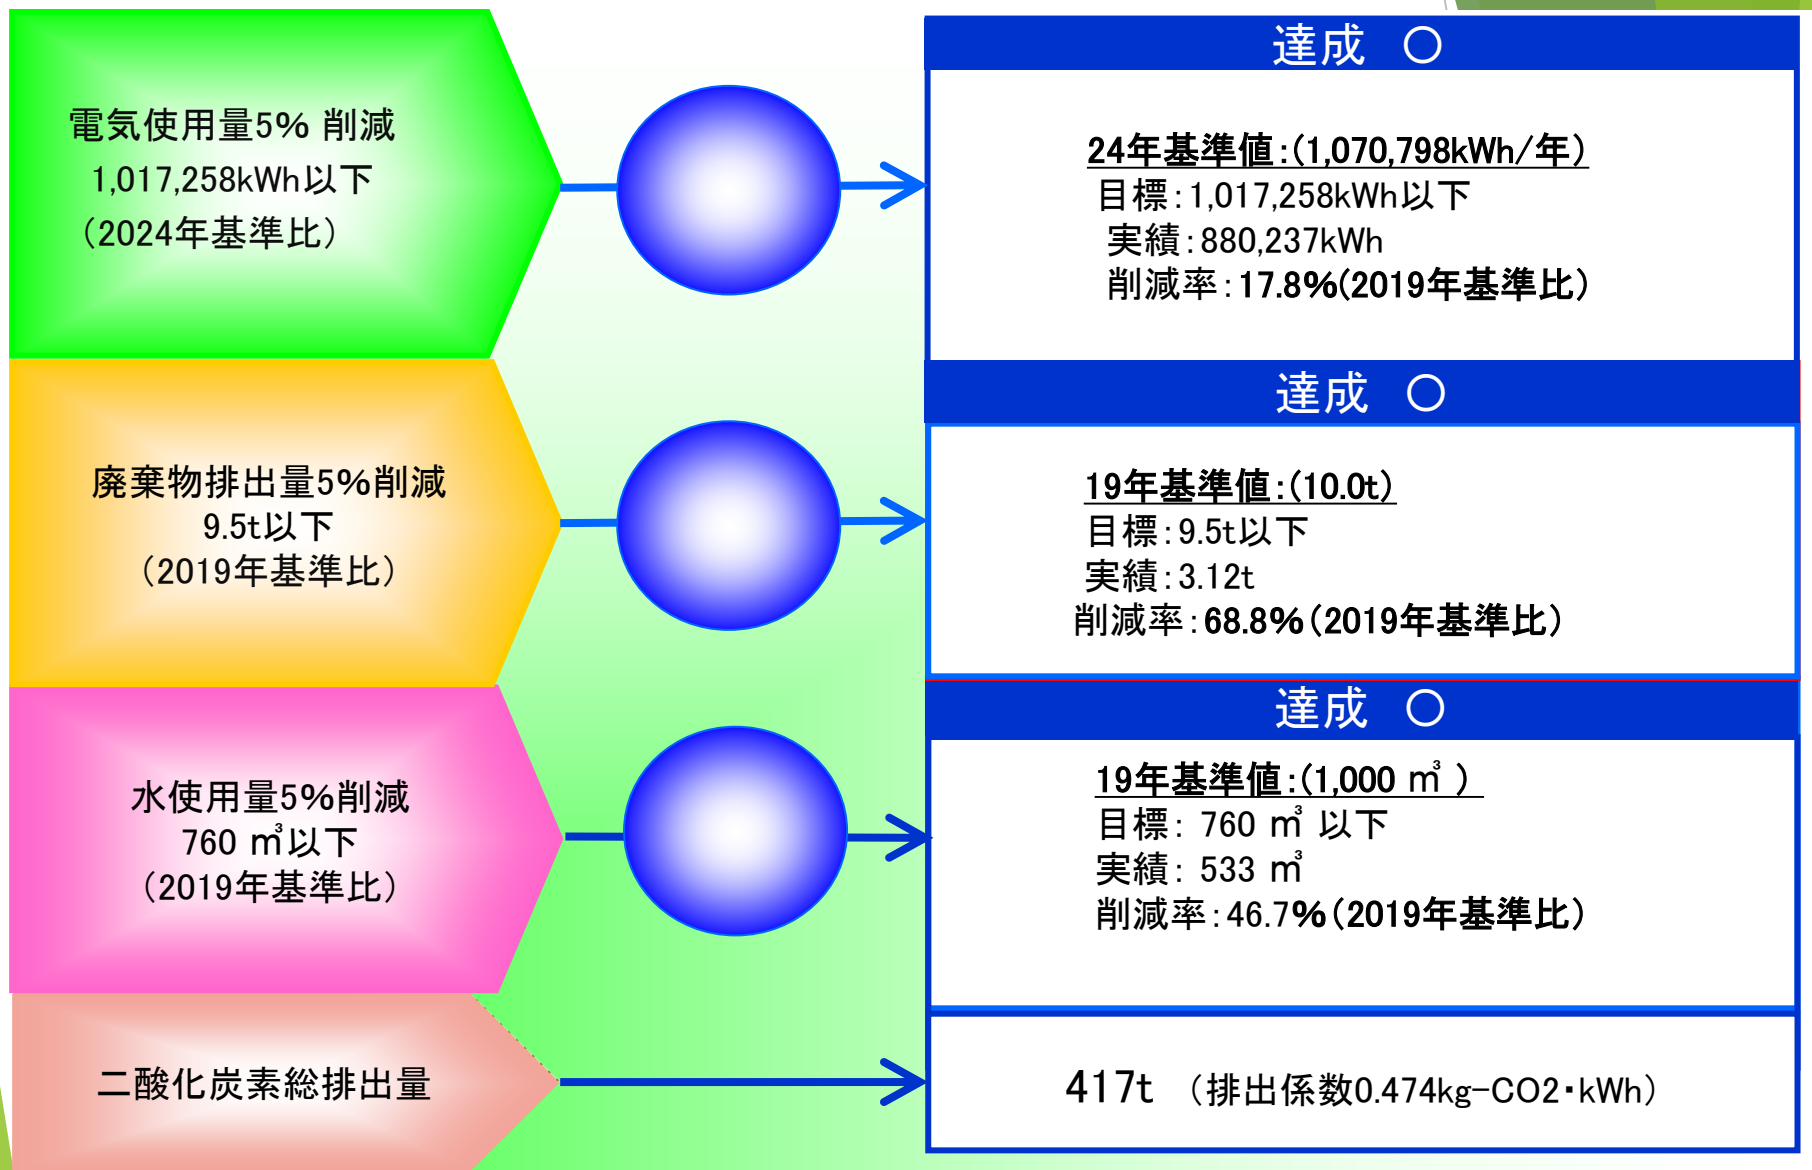 電気使用量5% 削減
1,017,258kWh以下
（2024年基準比）
達成　○
24年基準値：(1,070,798kWh/年）
目標：1,017,258kWh以下
実績：880,237kWh
削減率：17.8%(2019年基準比）
廃棄物排出量5%削減
9.5t以下
（2019年基準比）
達成　○
19年基準値：(10.0t)
目標：9.5t以下
実績：3.12t
削減率：68.8%（2019年基準比）
水使用量5%削減
760 ㎥以下
（2019年基準比）
達成　○
19年基準値：(1,000 ㎥ ）
目標： 760 ㎥ 以下
実績： 533 ㎥
削減率：46.7%（2019年基準比）
二酸化炭素総排出量
417t （排出係数0.474kg-CO2・kWh）